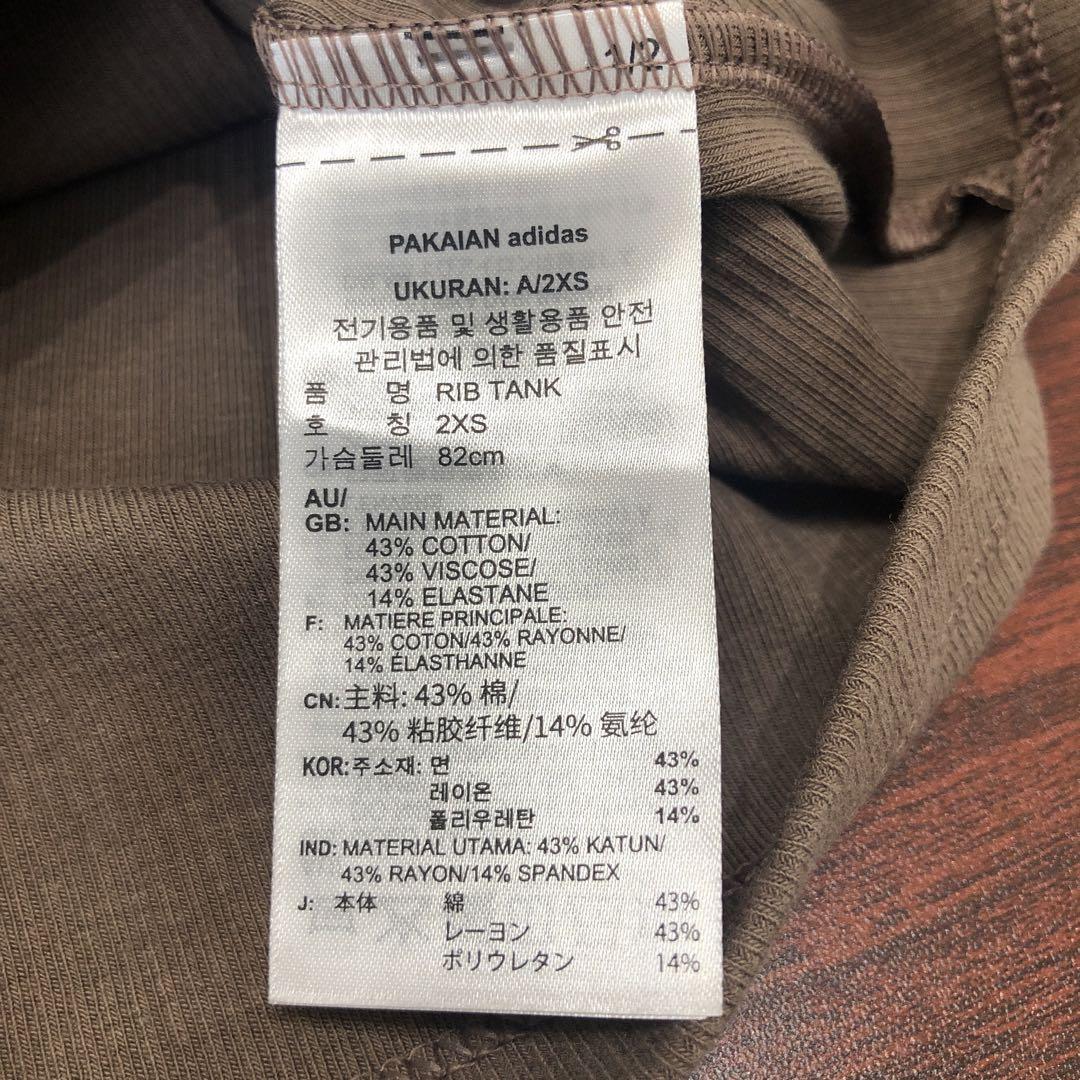 1/2
PAKAIAN adidas
UKURAN: A/2XS
전기용품 및 생활용품 안전
관리법에 의한 품질표시
품 명 RIB TANK
호 칭 2XS
가슴둘레 82cm
AU/
GB: MAIN MATERIAL:
43% COTTON/
43% VISCOSE/
14% ELASTANE
F: MATIERE PRINCIPALE:
43% COTON/43% RAYONNE/
14% ÉLASTHANNE
CN: 主料: 43% 棉/
43% 粘胶纤维/14% 氨纶
KOR: 주소재: 면 43%
레이온 43%
폴리우레탄 14%
IND: MATERIAL UTAMA: 43% KATUN/
43% RAYON/14% SPANDEX
J: 本体 綿 43%
レーヨン 43%
ポリウレタン 14%